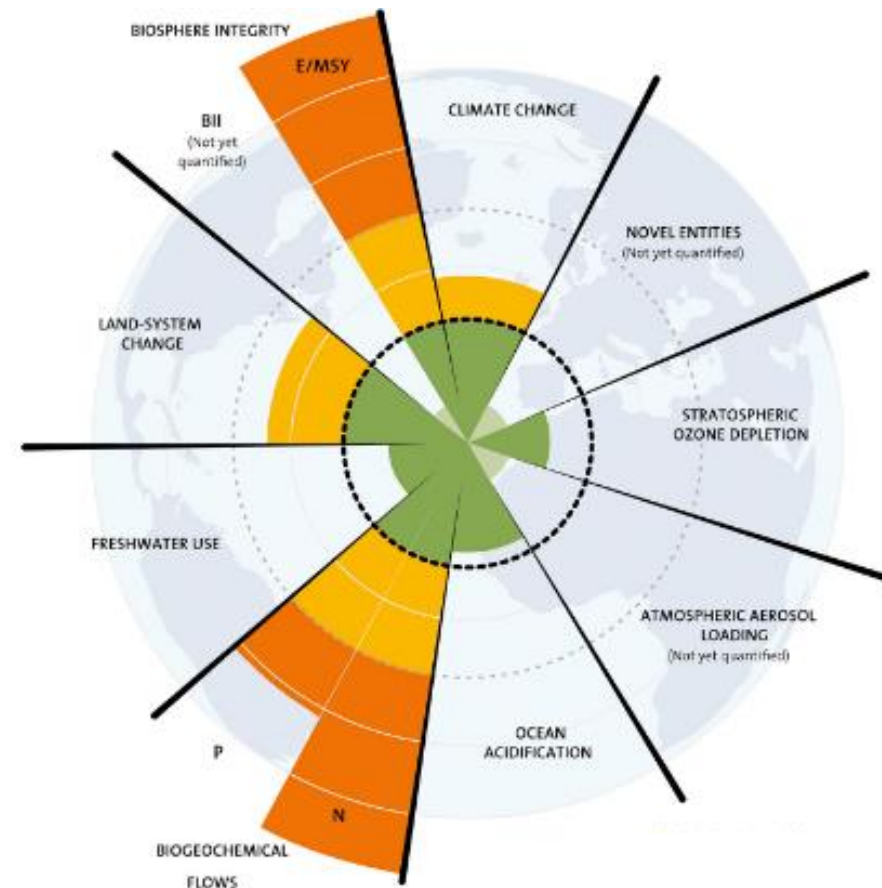 BIOSPHERE INTEGRITY
E/MSY
CLIMATE CHANGE
BII
(Not yet
quantified)
NOVEL ENTITIES
(Not yet quantified)
LAND-SYSTEM
CHANGE
STRATOSPHERIC
OZONE DEPLETION
FRESHWATER USE
ATMOSPHERIC AEROSOL
LOADING
(Not yet quantified)
OCEAN
ACIDIFICATION
P
N
BIOGEOCHEMICAL
FLOWS